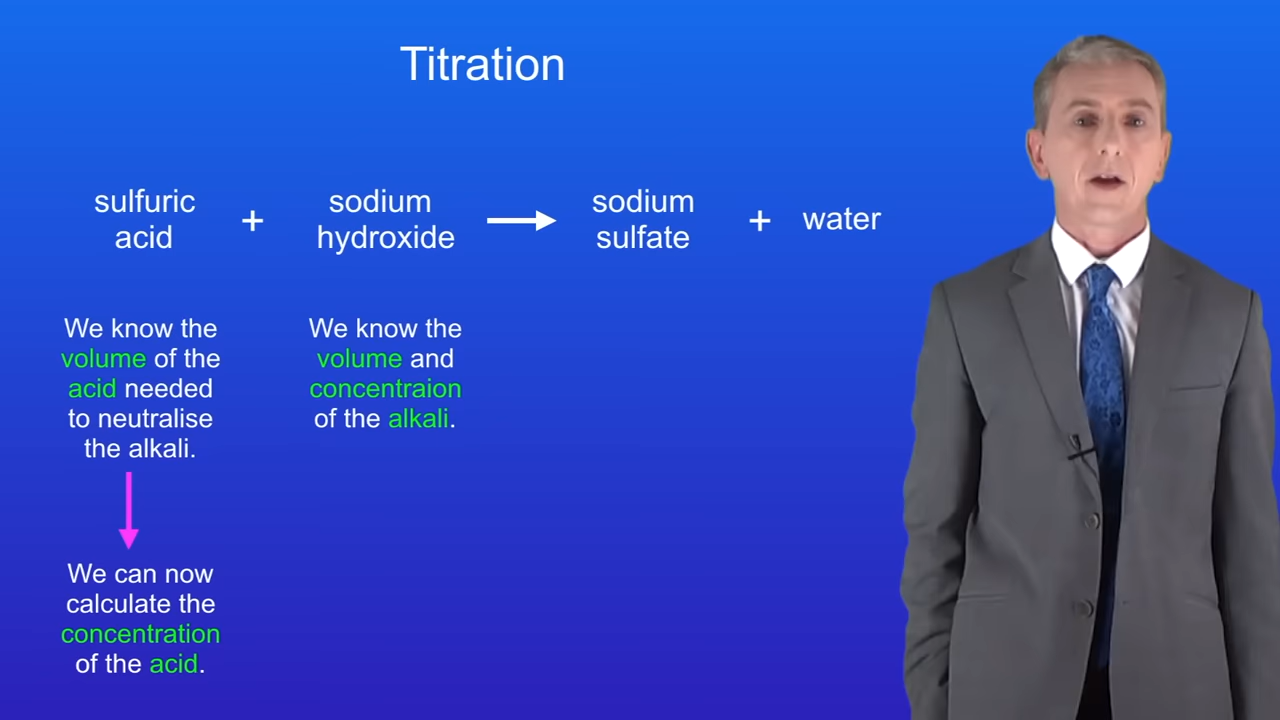 Titration
sulfuric
acid
+
sodium
hydroxide
sodium
sulfate
+
water
We know the
volume of the
acid needed
to neutralise
the alkali.
We know the
volume and
concentraion
of the alkali.
We can now
calculate the
concentration
of the acid.